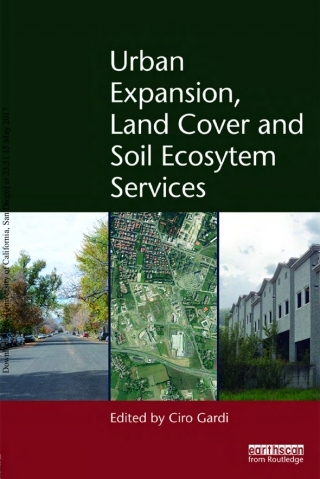 Urban
Expansion,
Land Cover and
Soil Ecosytem
Services
Edited by Ciro Gardi
earthscan
from Routledge